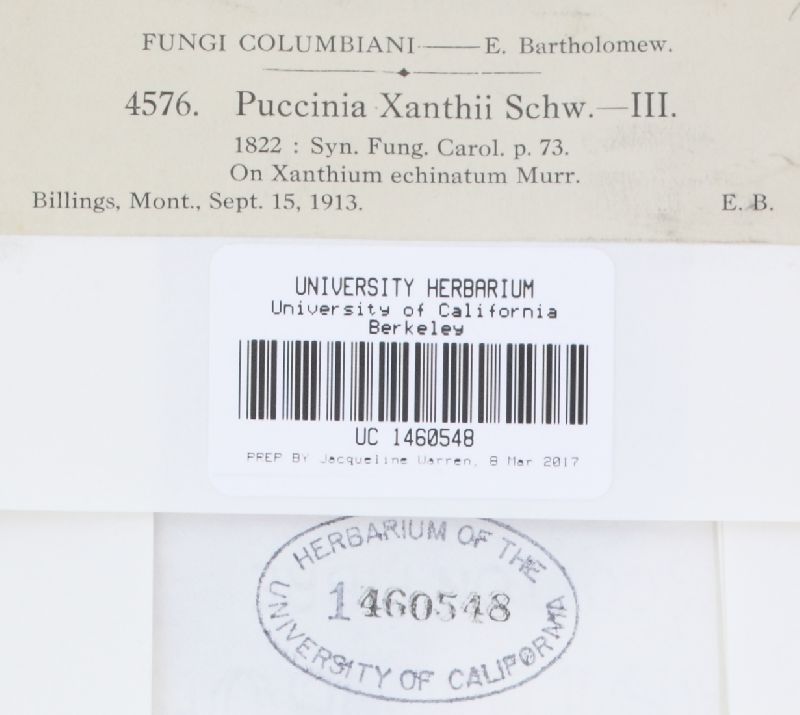 FUNGI COLUMBIANI — E. Bartholomew.
4576. Puccinia Xanthii Schw.—III.
1822 : Syn. Fung. Carol. p. 73.
On Xanthium echinatum Murr.
Billings, Mont., Sept. 15, 1913. E. B.
UNIVERSITY HERBARIUM
University of California
Berkeley
UC 1460548
PREP BY Jacqueline Warren, 8 Mar 2017
HERBARIUM OF THE
1460548
UNIVERSITY OF CALIFORNIA